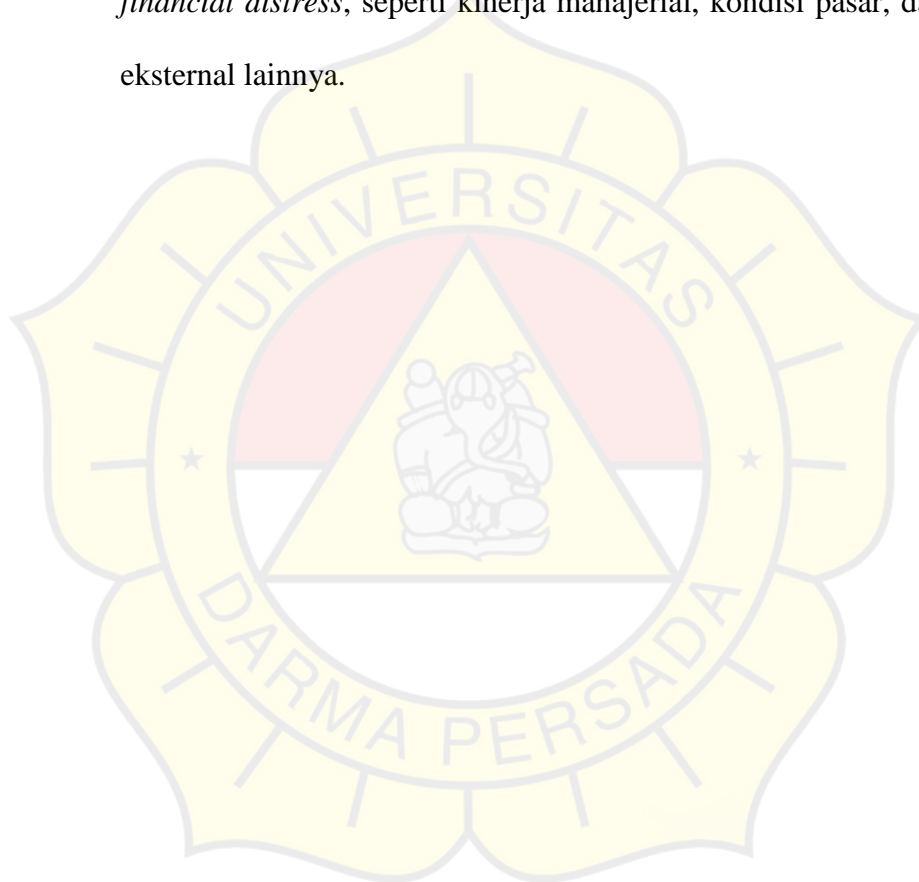 financial distress, seperti kinerja manajerial, kondisi pasar, d
eksternal lainnya.
UNIVERSITAS
DARMA PERSADA